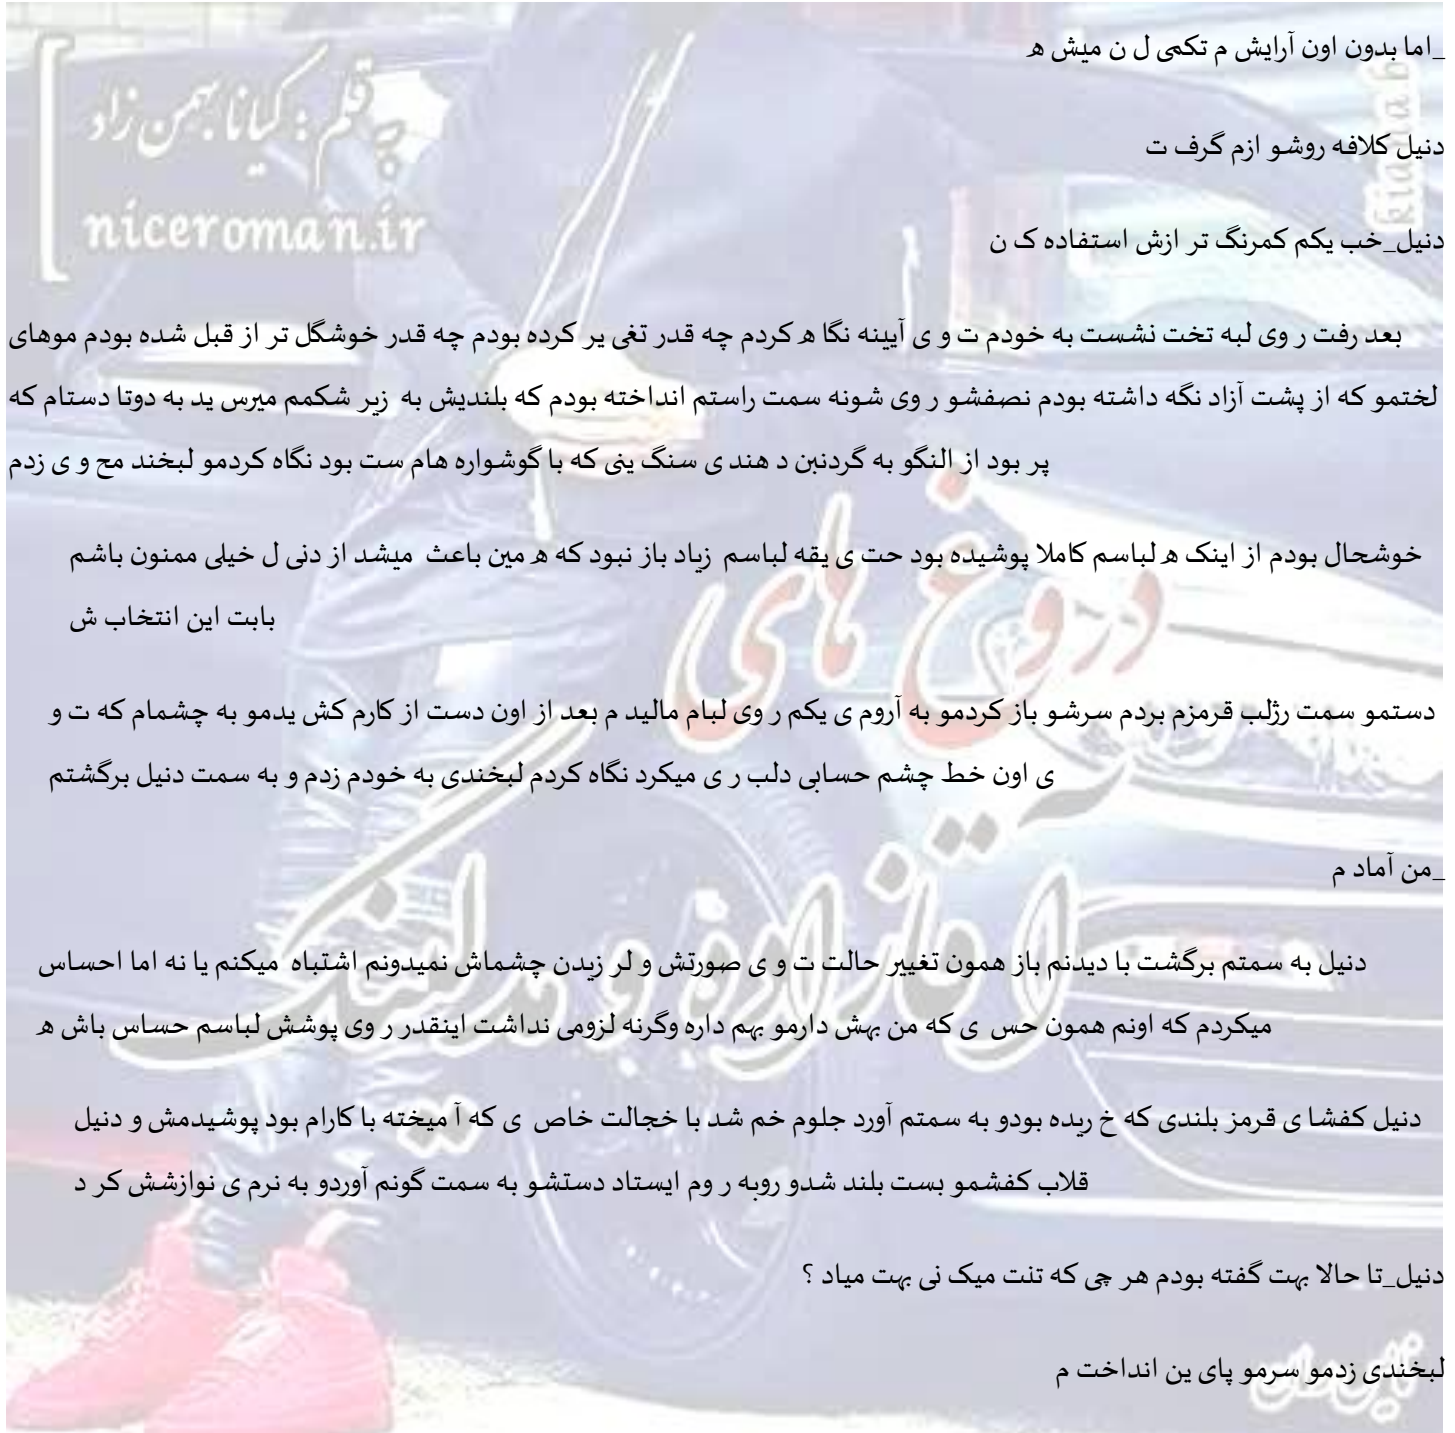 _اما بدون اون آرایش م تکمی ل ن میش ه
دنیل کلافه روشو ازم گرف ت
دنیل_خب یکم کمرنگ تر ازش استفاده ک ن
بعد رفت ر وی لبه تخت نشست به خودم ت و ی آیینه نگا ه کردم چه قدر تغی یر کرده بودم چه قدر خوشگل تر از قبل شده بودم موهای
لختمو که از پشت آزاد نگه داشته بودم نصفشو ر وی شونه سمت راستم انداخته بودم که بلندیش به زیر شکمم میرس ید به دوتا دستام که
پر بود از النگو به گردنبن د هند ی سنگ ینی که با گوشواره هام ست بود نگاه کردمو لبخند مح و ی زدم
خوشحال بودم از اینک ه لباسم کاملا پوشیده بود حت ی یقه لباسم زیاد باز نبود که ه مین باعث میشد از دنی ل خیلی ممنون باشم
بابت این انتخاب ش
دستمو سمت رژلب قرمزم بردم سرشو باز کردمو به آروم ی یکم ر وی لبام مالید م بعد از اون دست از کارم کش یدمو به چشمام که ت و
ی اون خط چشم حسابی دلب ر ی میکرد نگاه کردم لبخندی به خودم زدم و به سمت دنیل برگشتم
_من آماد م
دنیل به سمتم برگشت با دیدنم باز همون تغییر حالت ت و ی صورتش و لر زیدن چشماش نمیدونم اشتباه میکنم یا نه اما احساس
میکردم که اونم همون حس ی که من بهش دارمو بهم داره وگرنه لزومی نداشت اینقدر ر وی پوشش لباسم حساس باش ه
دنیل کفشا ی قرمز بلندی که خ ریده بودو به سمتم آورد جلوم خم شد با خجالت خاص ی که آ میخته با کارام بود پوشیدمش و دنیل
قلاب کفشمو بست بلند شدو روبه ر وم ایستاد دستشو به سمت گونم آوردو به نرم ی نوازشش کر د
دنیل_تا حالا بهت گفته بودم هر چی که تنت میک نی بهت میاد ؟
لبخندی زدمو سرمو پای ین انداخت م
به قلم : کیانا بهمن زاد
niceroman.ir
دروغ های
آقازاده و مدلینگ